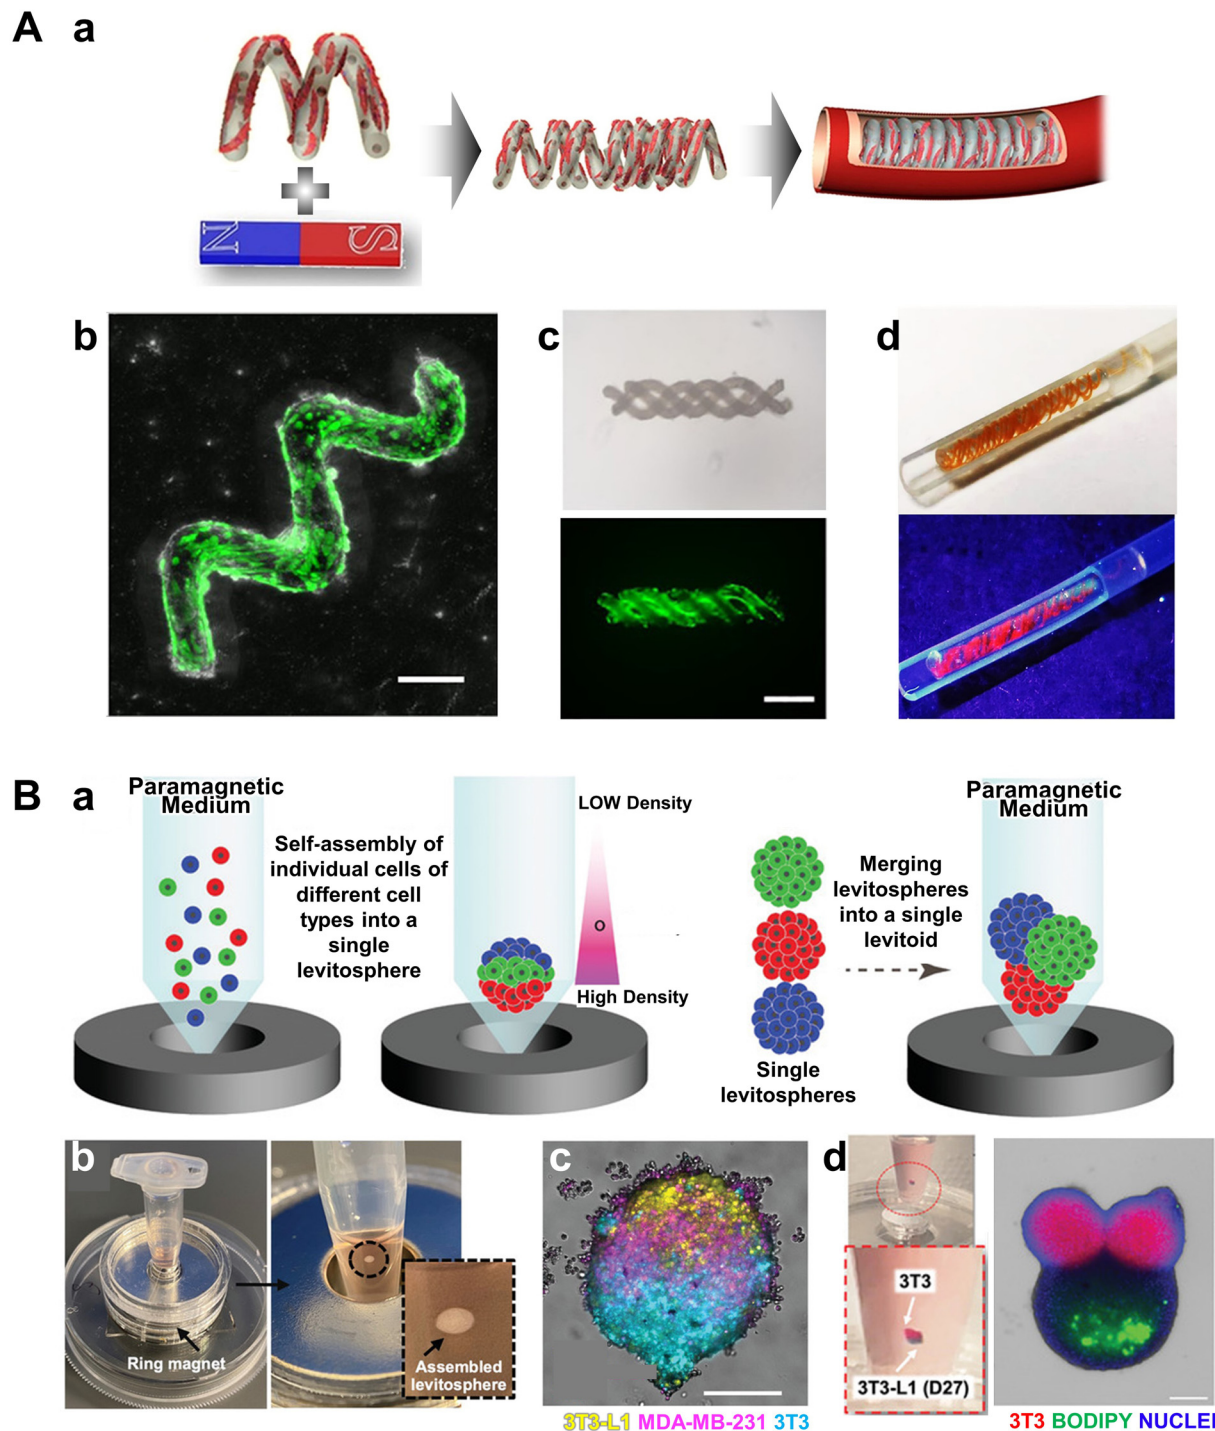 A a
N S
b
c
d
B a
Paramagnetic
Medium
Self-assembly of
individual cells of
different cell
types into a
single
levitosphere
LOW Density
O
High Density
Merging
levitospheres
into a single
levitoid
Single
levitospheres
Paramagnetic
Medium
b
Ring magnet
Assembled
levitosphere
c
3T3-L1 MDA-MB-231 3T3
d
3T3
3T3-L1 (D27)
3T3 BODIPY NUCLEI